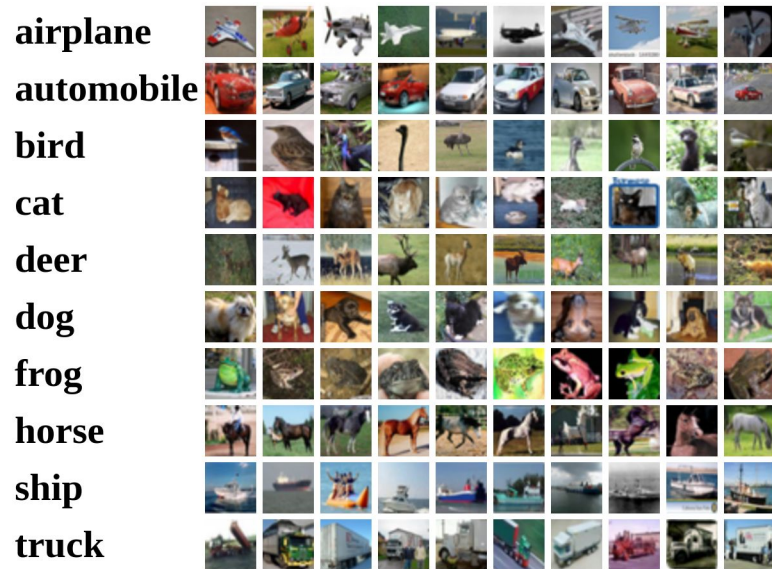 airplane
automobile
bird
cat
deer
dog
frog
horse
ship
truck